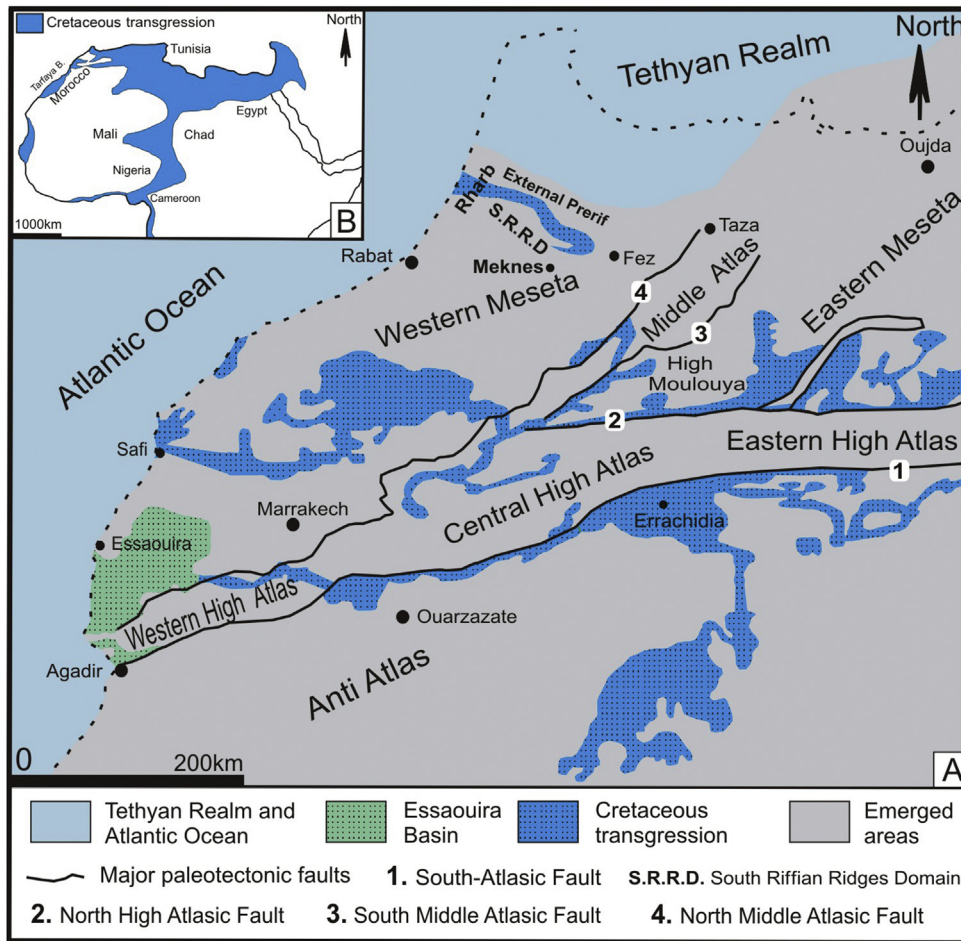 Cretaceous transgression
North
Tunisia
Tarfaya B.
Morocco
Egypt
Mali
Chad
Nigeria
Cameroon
1000km
B
North
Tethyan Realm
Oujda
Rharb
External Prerif
S.R.R.D
Taza
Rabat
Fez
Meknes
Atlantic Ocean
Western Meseta
4
Middle Atlas
Eastern Meseta
3
High
Moulouya
2
Safi
Eastern High Atlas
1
Central High Atlas
Marrakech
Errachidia
Essaouira
Western High Atlas
Ouarzazate
Agadir
Anti Atlas
0
200km
A
Tethyan Realm and
Atlantic Ocean
Essaouira
Basin
Cretaceous
transgression
Emerged
areas
Major paleotectonic faults
1. South-Atlasic Fault
S.R.R.D. South Riffian Ridges Domain
2. North High Atlasic Fault
3. South Middle Atlasic Fault
4. North Middle Atlasic Fault